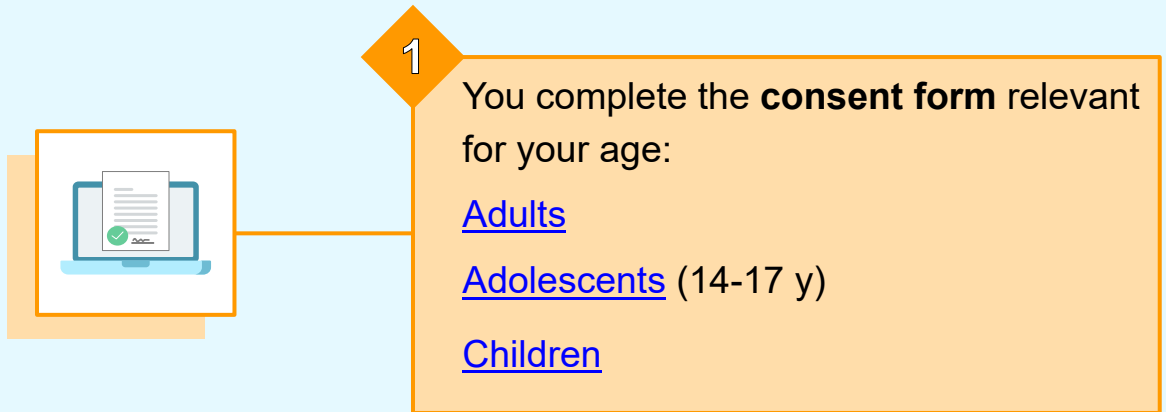 1
You complete the consent form relevant
for your age:
Adults
Adolescents (14-17 y)
Children